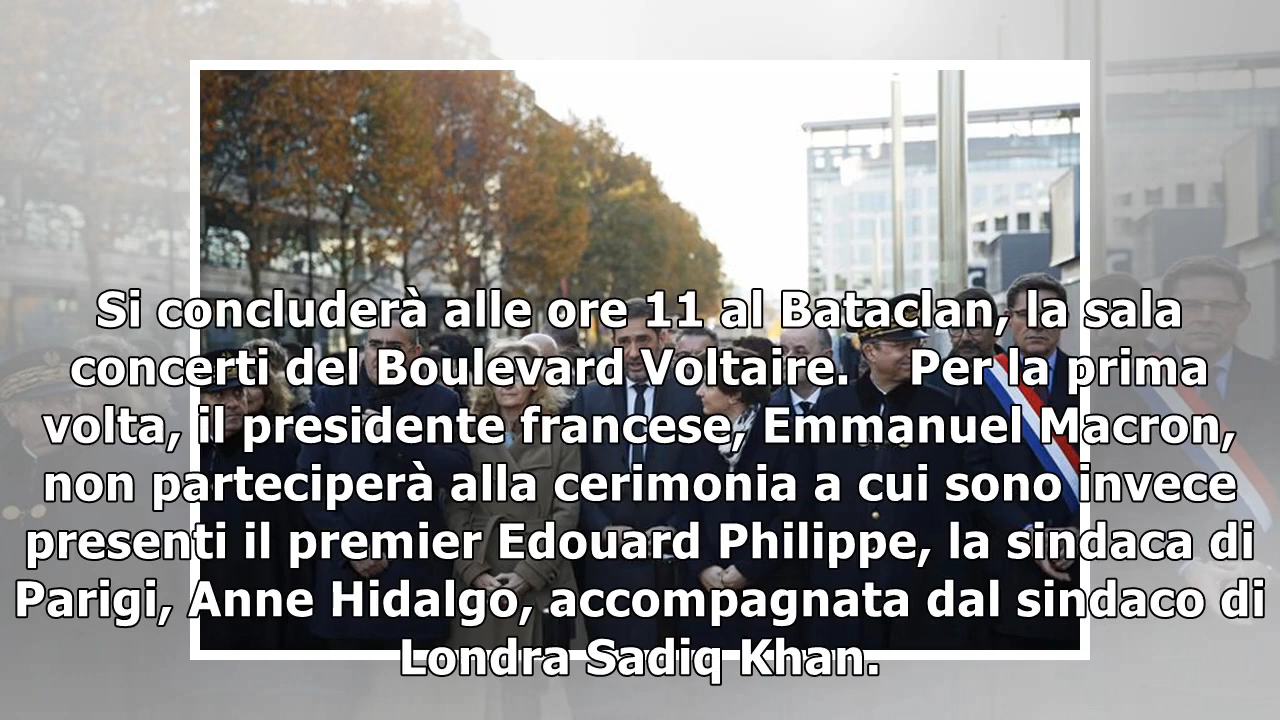 Si concluderà alle ore 11 al Bataclan, la sala
concerti del Boulevard Voltaire.    Per la prima
volta, il presidente francese, Emmanuel Macron,
non parteciperà alla cerimonia a cui sono invece
presenti il premier Edouard Philippe, la sindaca di
Parigi, Anne Hidalgo, accompagnata dal sindaco di
Londra Sadiq Khan.